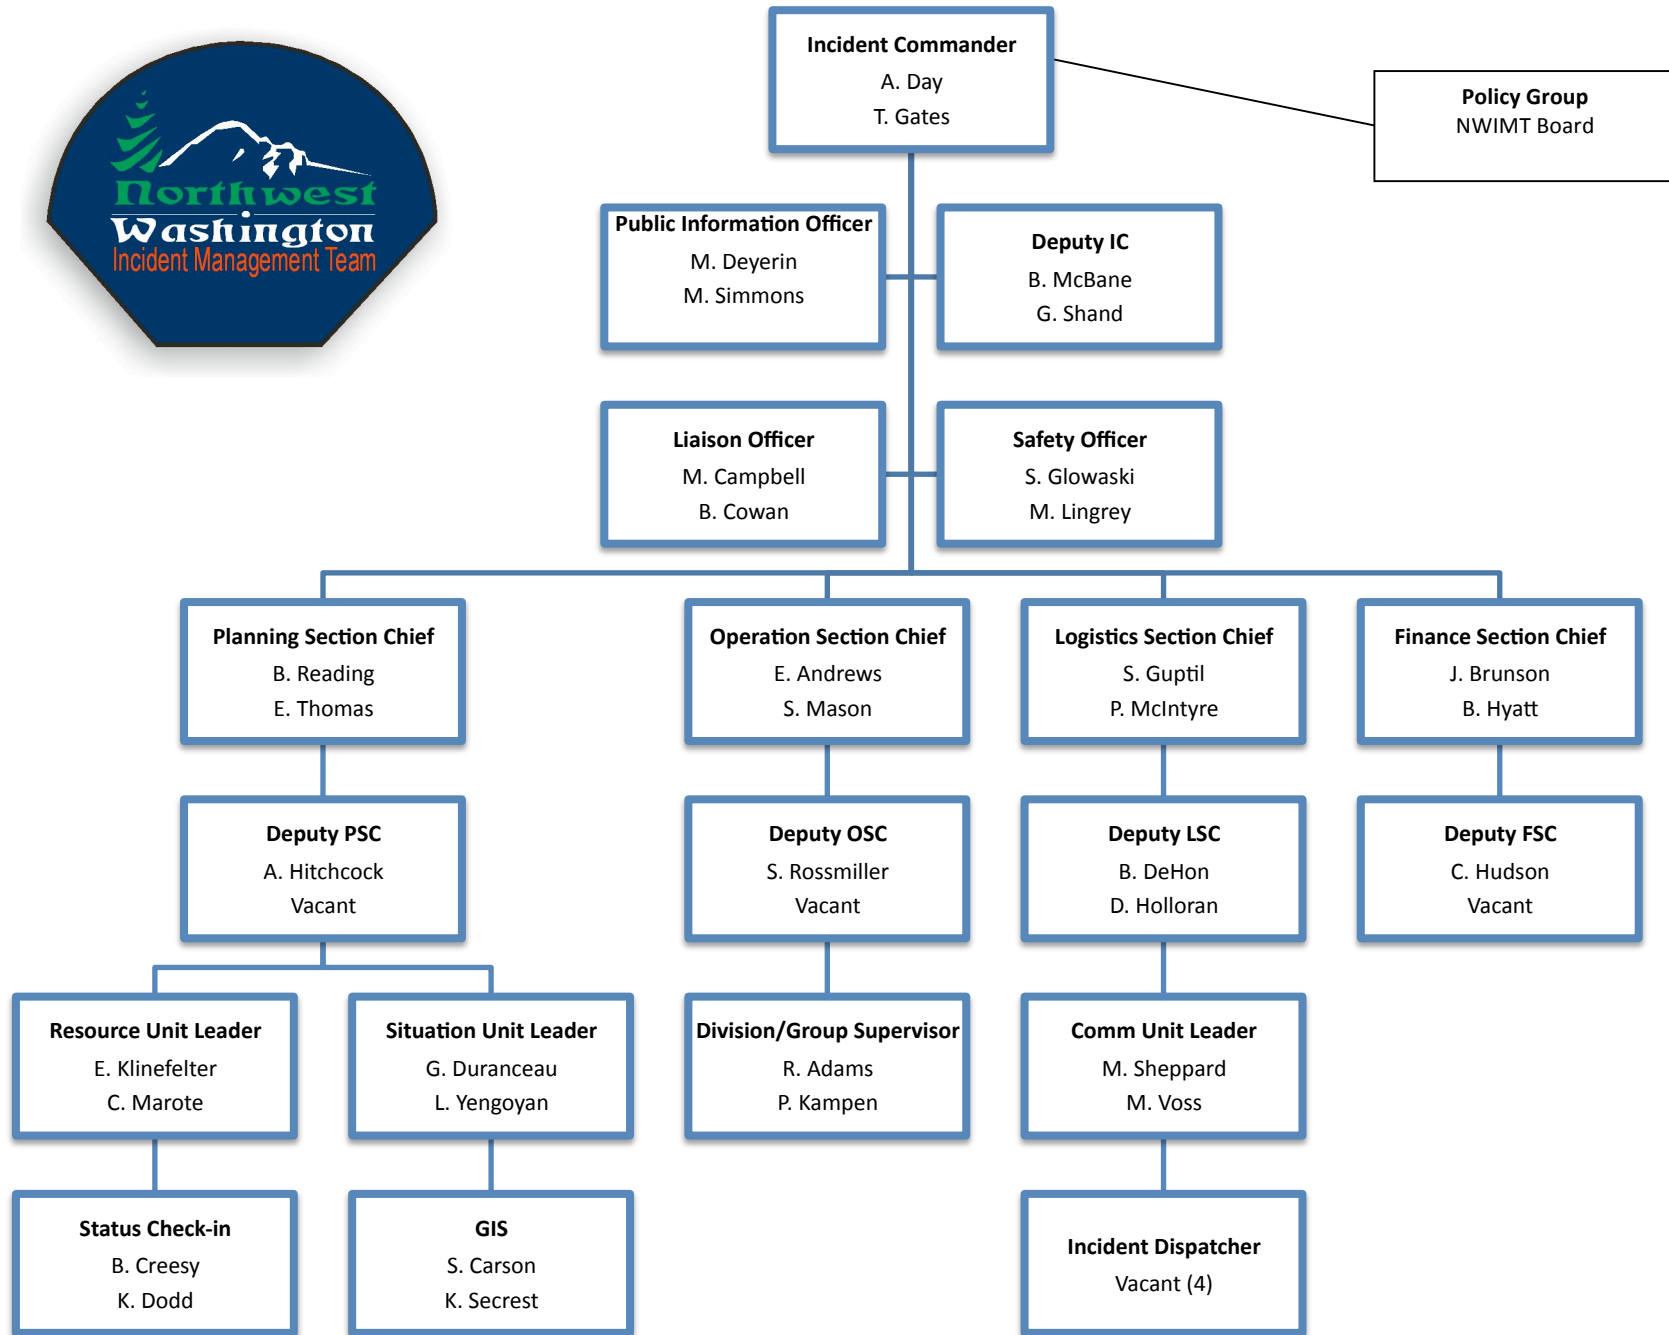 Northwest
Washington
Incident Management Team
Incident Commander
A. Day
T. Gates
Policy Group
NWIMT Board
Public Information Officer
M. Deyerin
M. Simmons
Deputy IC
B. McBane
G. Shand
Liaison Officer
M. Campbell
B. Cowan
Safety Officer
S. Glowaski
M. Lingrey
Planning Section Chief
B. Reading
E. Thomas
Operation Section Chief
E. Andrews
S. Mason
Logistics Section Chief
S. Guptil
P. McIntyre
Finance Section Chief
J. Brunson
B. Hyatt
Deputy PSC
A. Hitchcock
Vacant
Deputy OSC
S. Rossmiller
Vacant
Deputy LSC
B. DeHon
D. Holloran
Deputy FSC
C. Hudson
Vacant
Resource Unit Leader
E. Klinefelter
C. Marote
Situation Unit Leader
G. Duranceau
L. Yengoyan
Division/Group Supervisor
R. Adams
P. Kampen
Comm Unit Leader
M. Sheppard
M. Voss
Status Check-in
B. Creesy
K. Dodd
GIS
S. Carson
K. Secrest
Incident Dispatcher
Vacant (4)